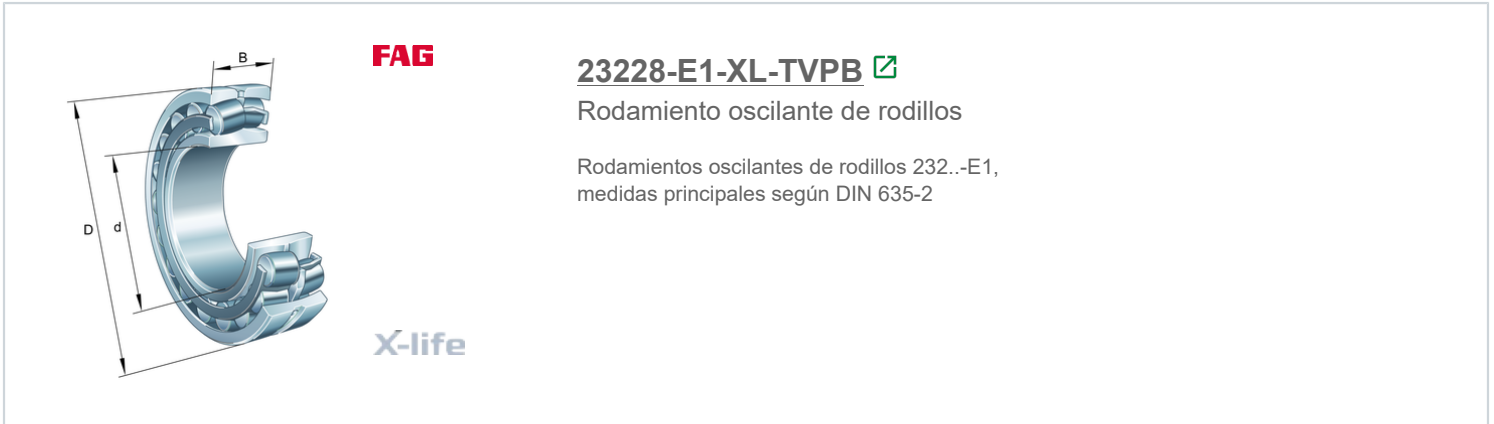 FAG
B
D
d
X-life
23228-E1-XL-TVPB
Rodamiento oscilante de rodillos
Rodamientos oscilantes de rodillos 232..-E1,
medidas principales según DIN 635-2